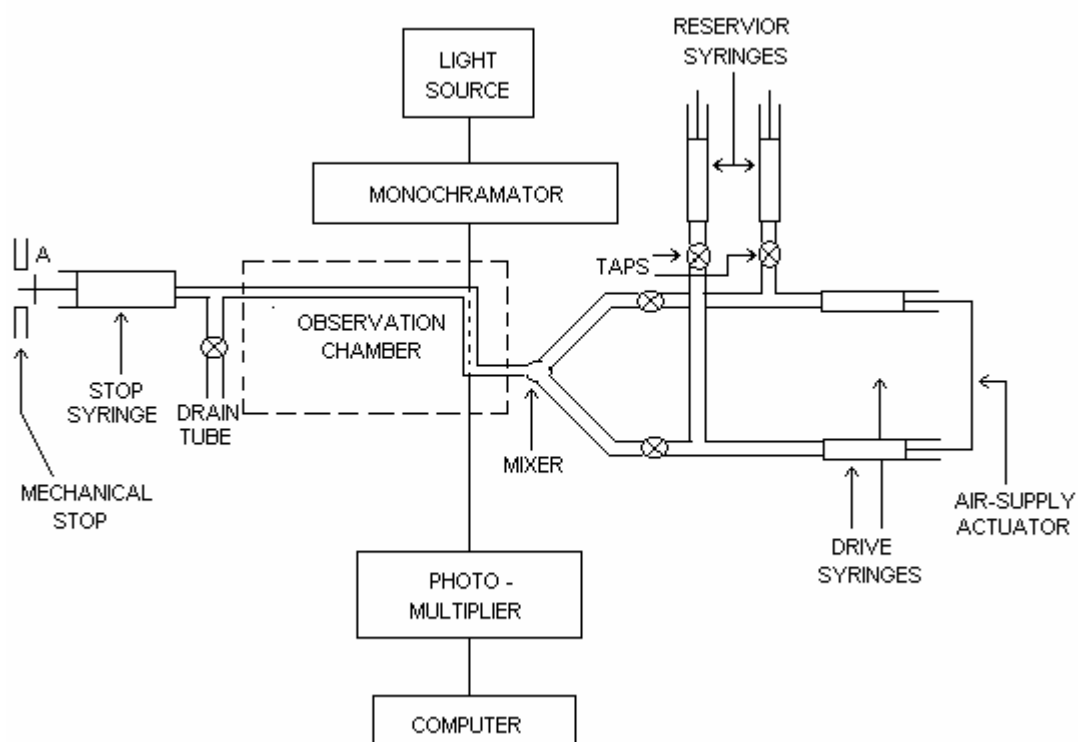 RESERVIOR
SYRINGES
LIGHT
SOURCE
MONOCHRAMATOR
A
TAPS
OBSERVATION
CHAMBER
STOP
SYRINGE
DRAIN
TUBE
MIXER
MECHANICAL
STOP
AIR-SUPPLY
ACTUATOR
DRIVE
SYRINGES
PHOTO -
MULTIPLIER
COMPUTER